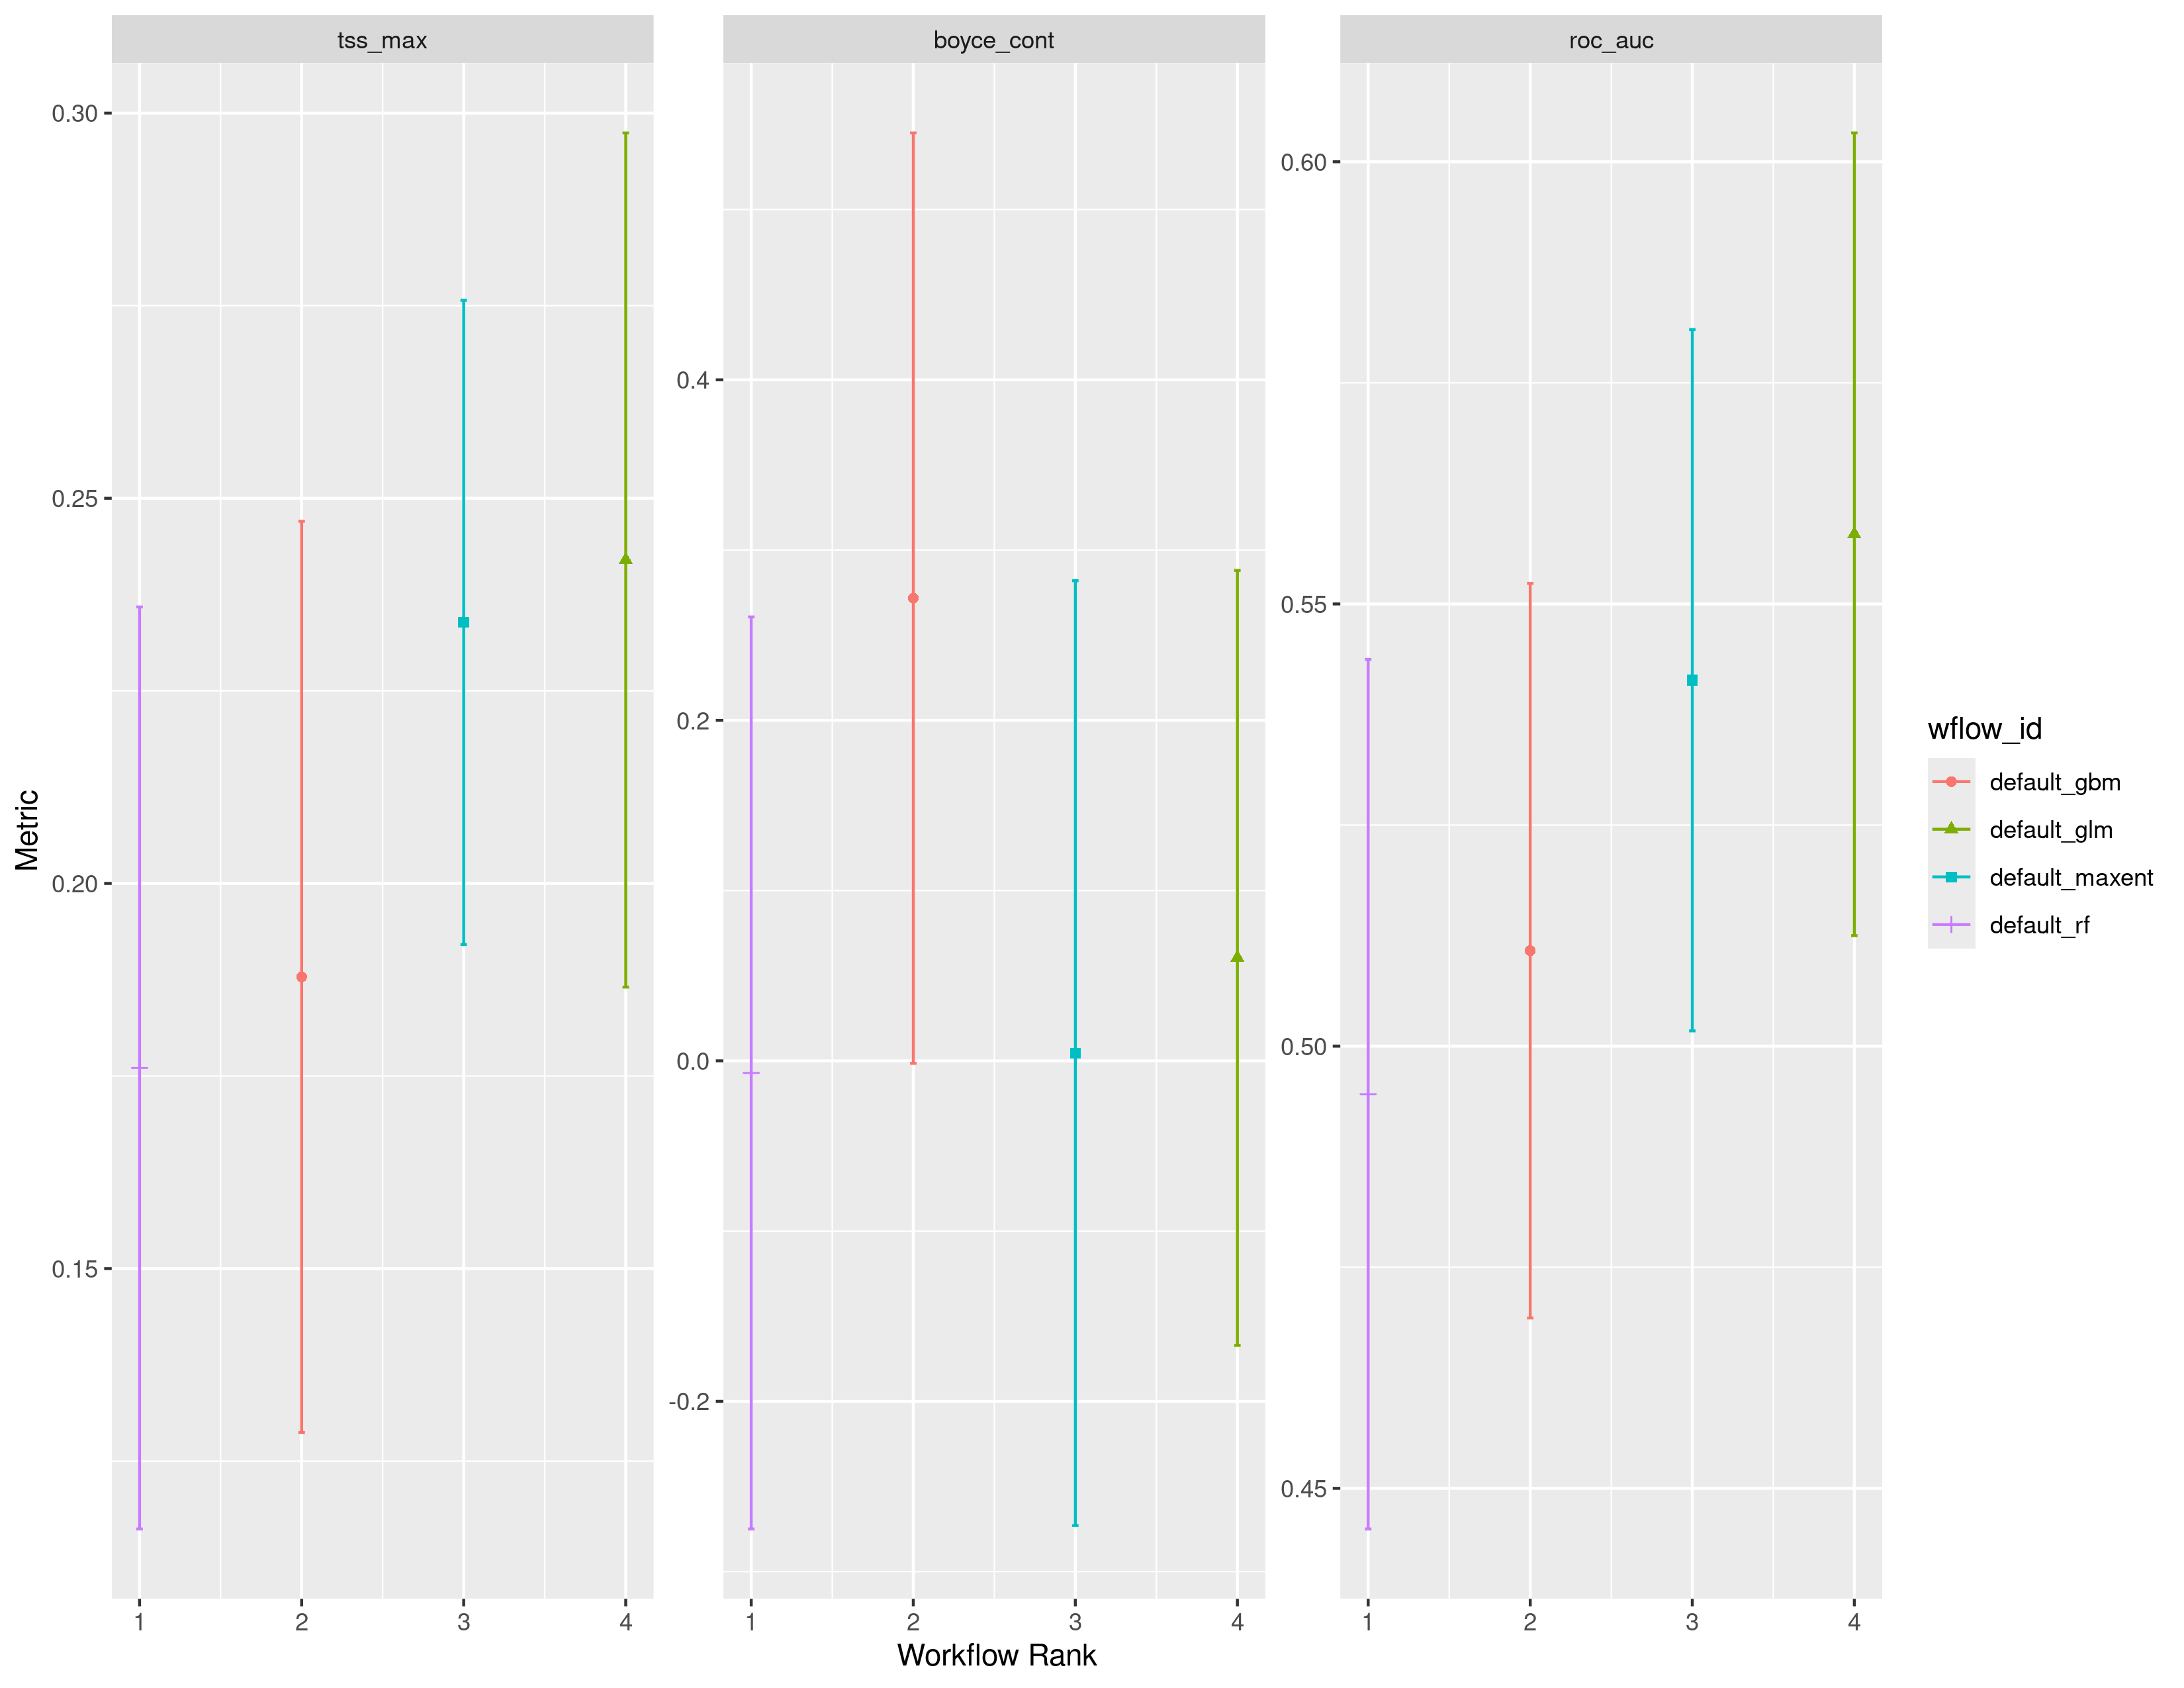 tss_max
boyce_cont
roc_auc
Metric
0.30
0.25
0.20
0.15
0.4
0.2
0.0
-0.2
0.60
0.55
0.50
0.45
1 2 3 4
1 2 3 4
1 2 3 4
Workflow Rank
wflow_id
default_gbm
default_glm
default_maxent
default_rf